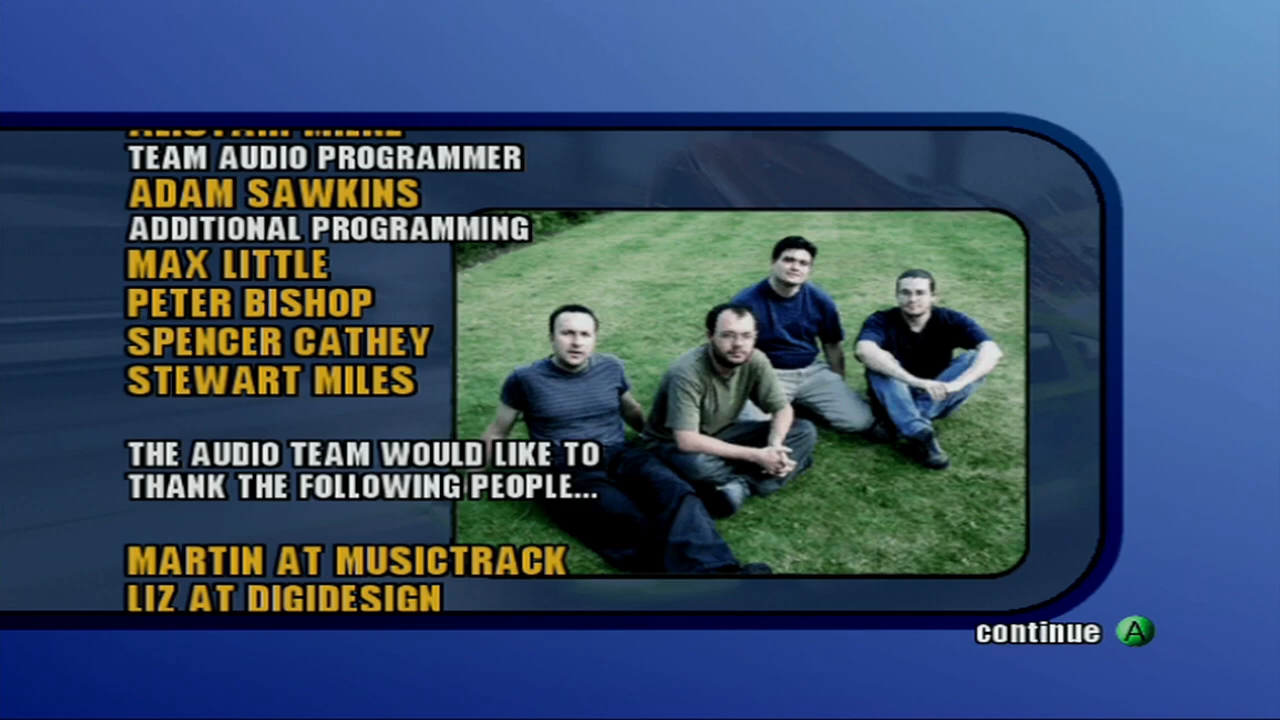 TEAM AUDIO PROGRAMMER
ADAM SAWKINS
ADDITIONAL PROGRAMMING
MAX LITTLE
PETER BISHOP
SPENCER CATHEY
STEWART MILES
THE AUDIO TEAM WOULD LIKE TO
THANK THE FOLLOWING PEOPLE...
MARTIN AT MUSICTRACK
LIZ AT DIGIDESIGN
continue A